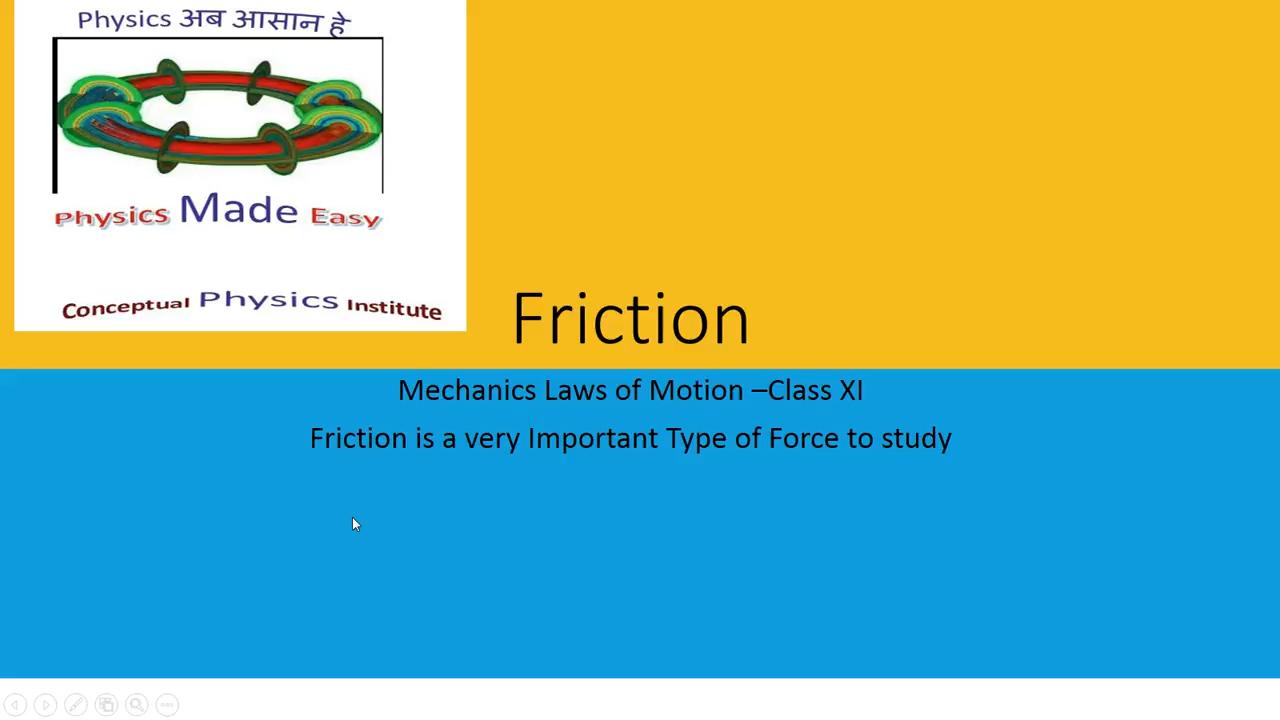 Physics अब आसान हे
Physics Made Easy
Conceptual Physics Institute
Friction
Mechanics Laws of Motion –Class XI
Friction is a very Important Type of Force to study